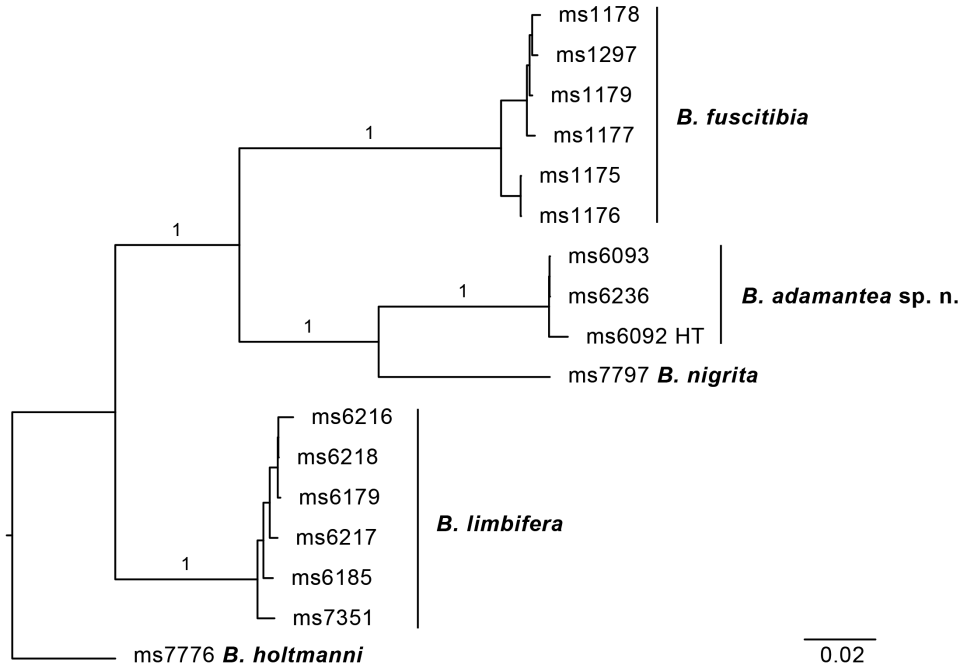 ms1178
ms1297
ms1179
B. fuscitibia
1
ms1177
ms1175
ms1176
1
ms6093
1
ms6236
B. adamantea sp. n.
1
ms6092 HT
ms7797 B. nigrita
ms6216
ms6218
ms6179
B. limbifera
ms6217
1
ms6185
ms7351
ms7776 B. holtmanni
0.02